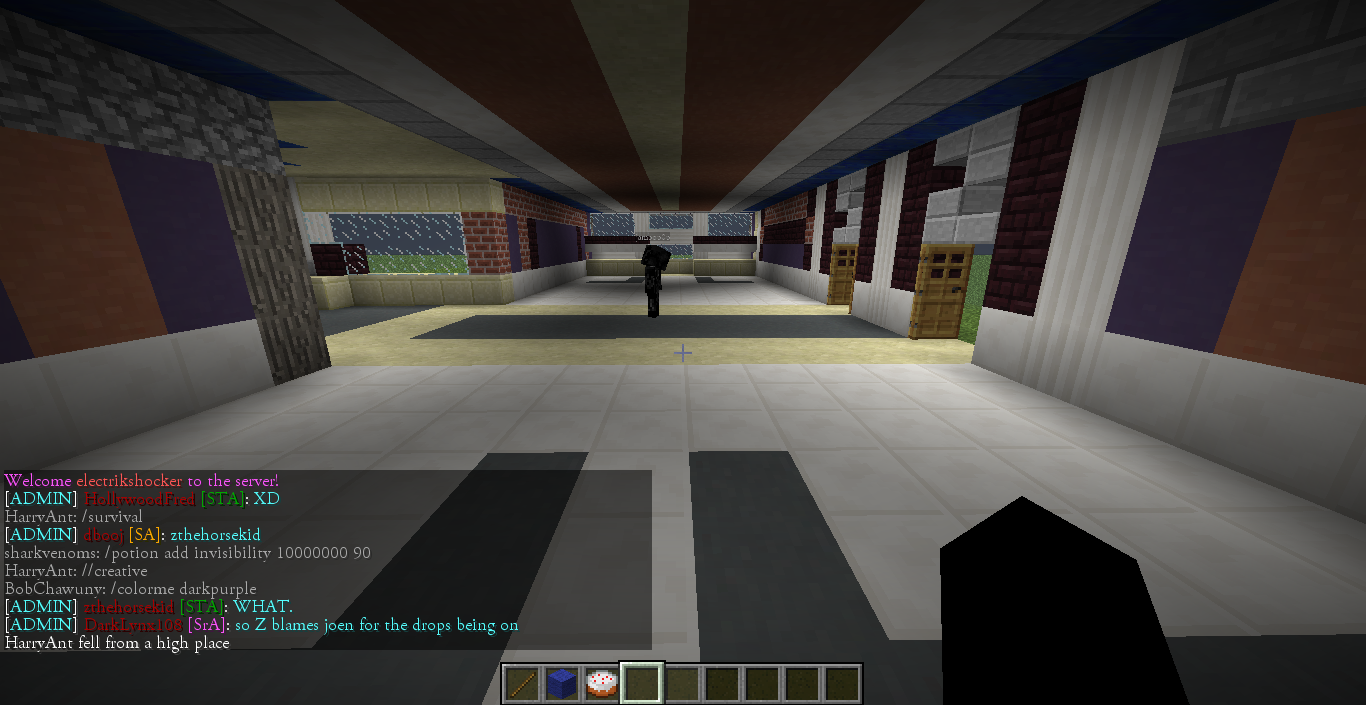 Welcome electrikshocker to the server!
[ADMIN] HollywoodFred [STA]: XD
HarryAnt: /survival
[ADMIN] dbooj [SA]: zthehorsekid
sharkvenoms: /potion add invisibility 10000000 90
HarryAnt: //creative
BobChawuny: /colorme darkpurple
[ADMIN] zthehorsekid [STA]: WHAT.
[ADMIN] DarkLynx108 [SrA]: so Z blames joen for the drops being on
HarryAnt fell from a high place